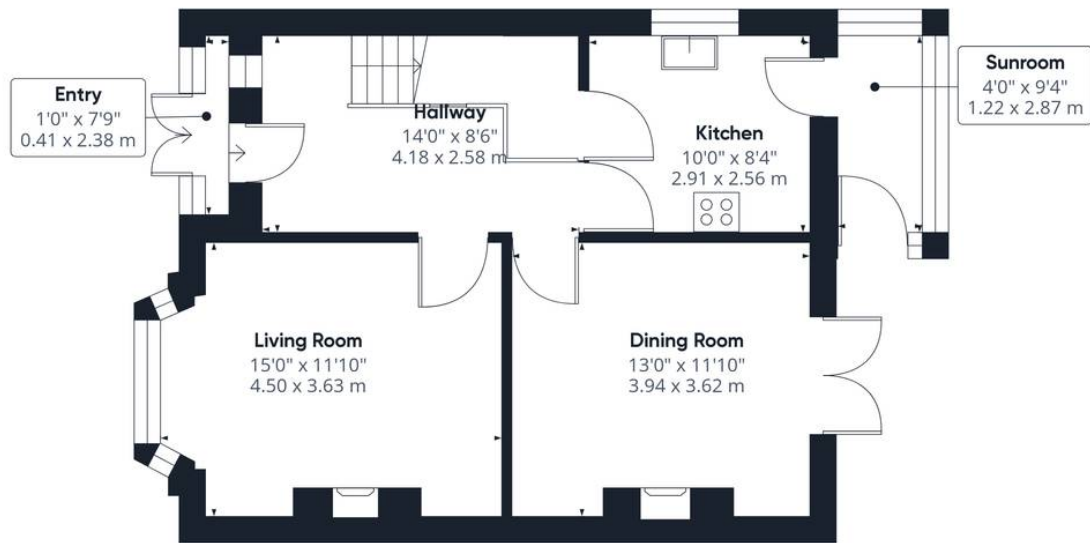 Entry
1'0" x 7'9"
0.41 x 2.38 m
Hallway
14'0" x 8'6"
4.18 x 2.58 m
Kitchen
10'0" x 8'4"
2.91 x 2.56 m
Sunroom
4'0" x 9'4"
1.22 x 2.87 m
Living Room
15'0" x 11'10"
4.50 x 3.63 m
Dining Room
13'0" x 11'10"
3.94 x 3.62 m